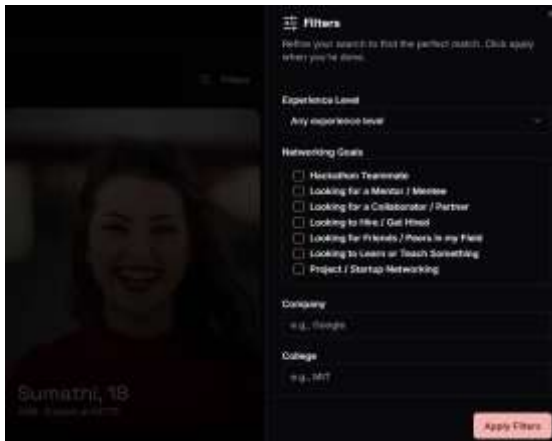 Filters
Refine your search to find the perfect match. Click apply
when you're done.
Filters
Experience Level
Any experience level
Networking Goals
Hackathon Teammate
Looking for a Mentor / Mentee
Looking for a Collaborator / Partner
Looking to Hire / Get Hired
Looking for Friends / Peers in my Field
Looking to Learn or Teach Something
Project / Startup Networking
Company
e.g., Google
College
e.g., MIT
Sumathi, 18
Apply Filters